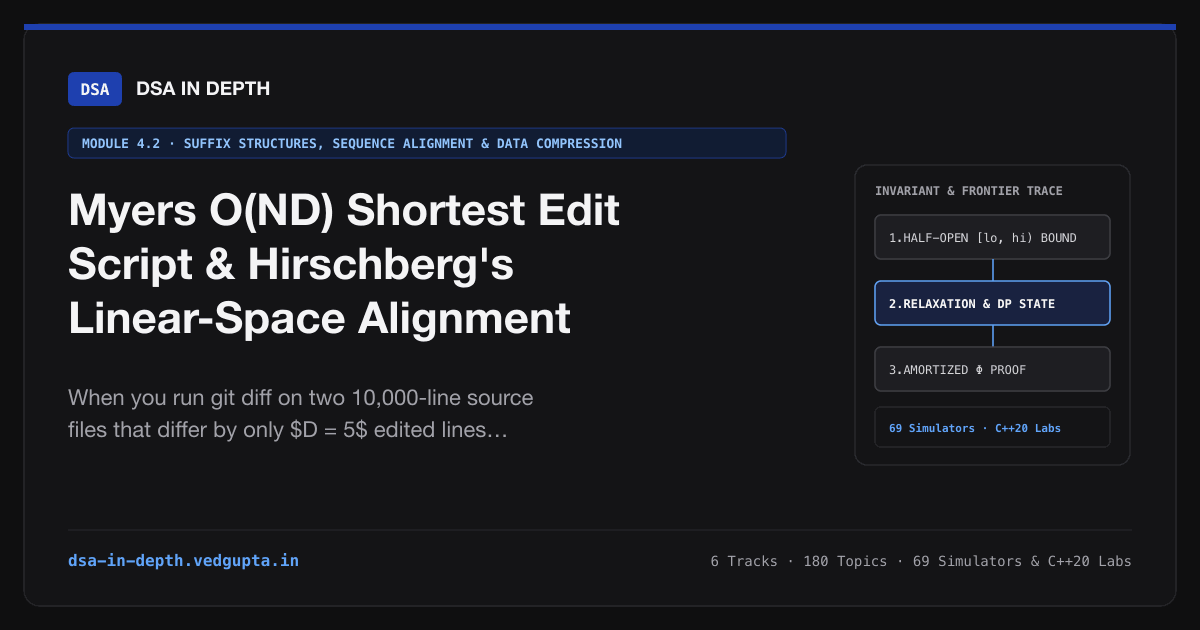 DSA
DSA IN DEPTH
MODULE 4.2 · SUFFIX STRUCTURES, SEQUENCE ALIGNMENT & DATA COMPRESSION
Myers O(ND) Shortest Edit
Script & Hirschberg's
Linear-Space Alignment
When you run git diff on two 10,000-line source
files that differ by only $D = 5$ edited lines…
INVARIANT & FRONTIER TRACE
1.HALF-OPEN [lo, hi) BOUND
2.RELAXATION & DP STATE
3.AMORTIZED Φ PROOF
69 Simulators · C++20 Labs
dsa-in-depth.vedgupta.in
6 Tracks · 180 Topics · 69 Simulators & C++20 Labs